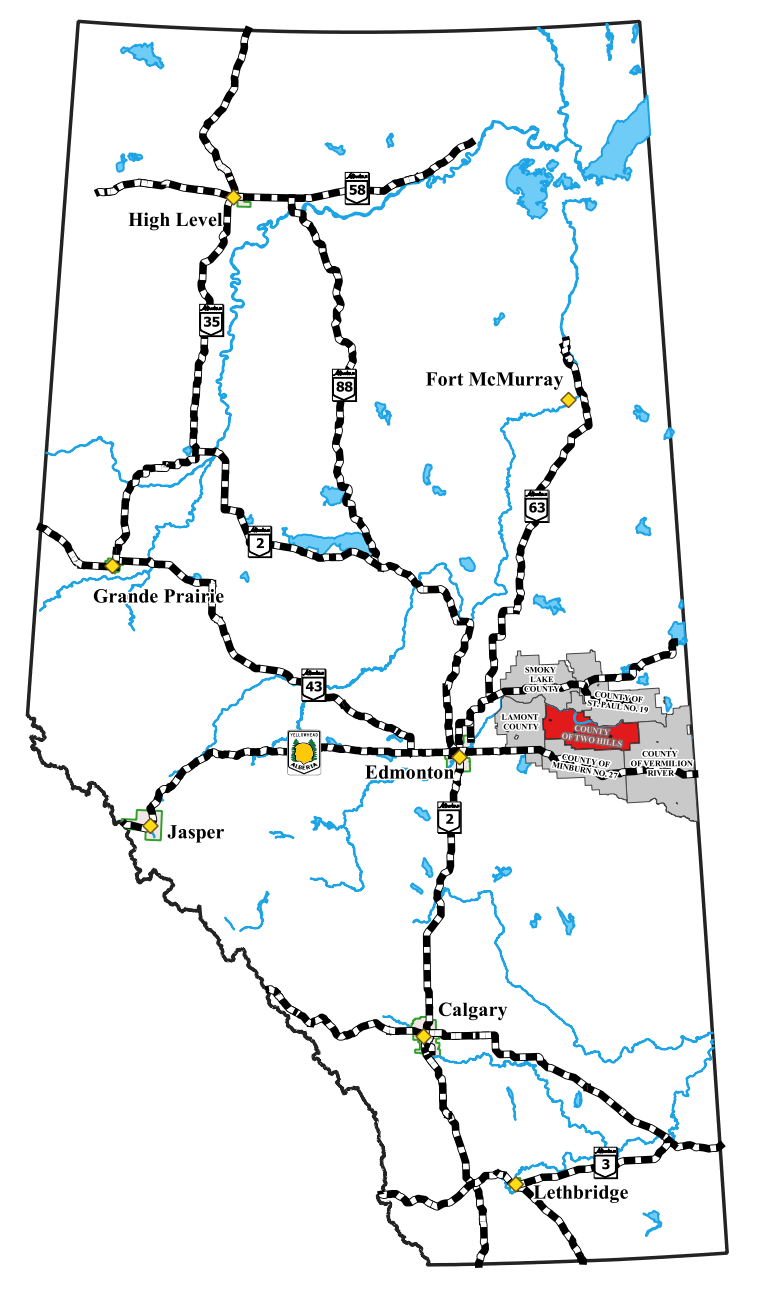 58
High Level
35
Fort McMurray
88
63
2
Grande Prairie
SMOKY
LAKE
COUNTY
43
COUNTY OF
ST. PAUL NO. 19
LAMONT
COUNTY
COUNTY
OF TWO HILLS
YELLOWHEAD
ALBERTA
COUNTY
OF VERMILION
RIVER
COUNTY OF
MINBURN NO. 27
Edmonton
2
Jasper
Calgary
3
Lethbridge